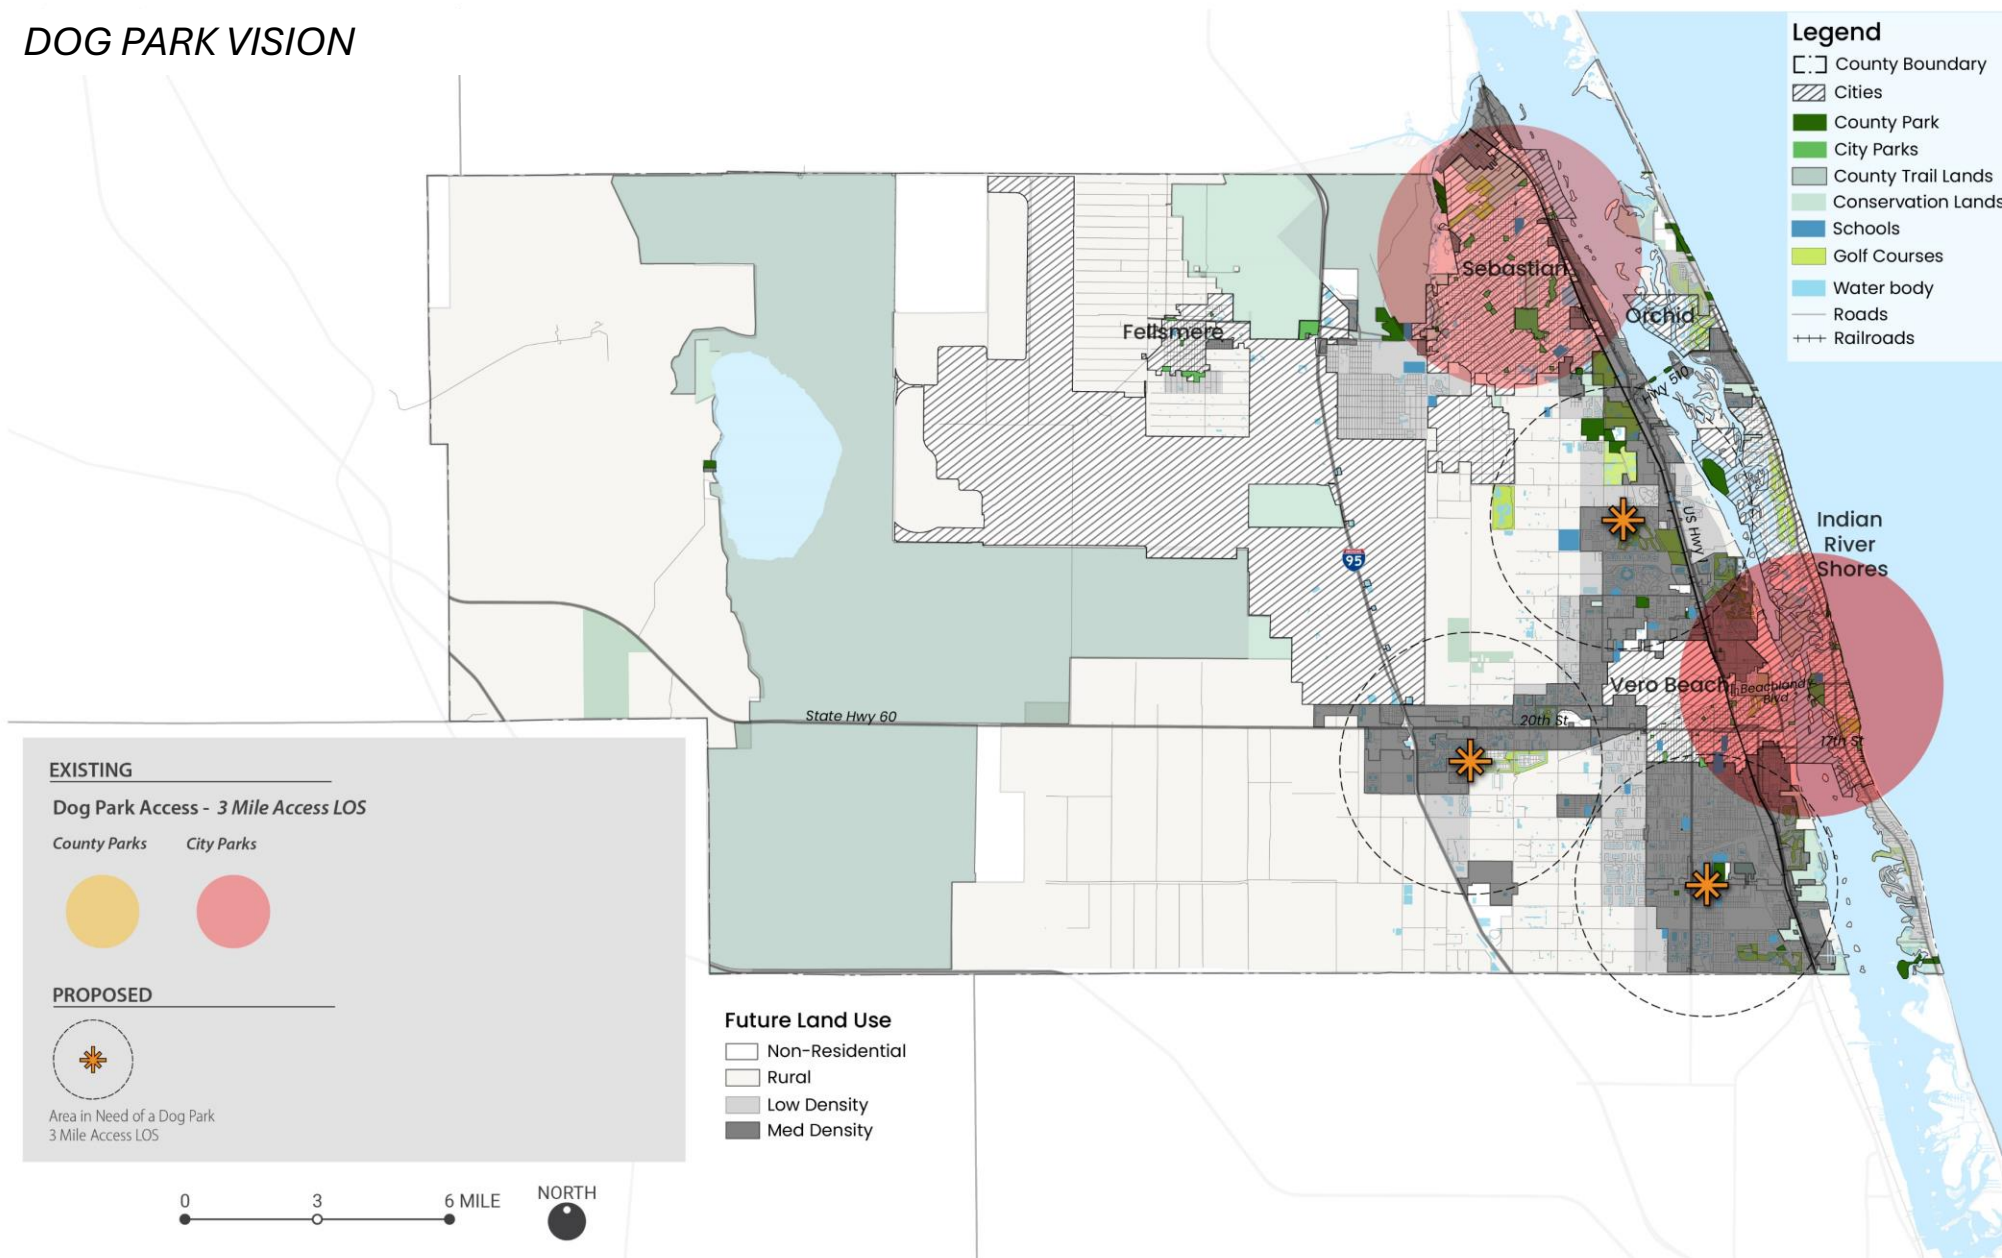 DOG PARK VISION
Legend
County Boundary
Cities
County Park
City Parks
County Trail Lands
Conservation Lands
Schools
Golf Courses
Water body
Roads
Railroads
Sebastian
Orchid
Fellsmere
Hwy 510
US Hwy 1
95
Indian
River
Shores
Vero Beach
Beachland
Blvd
State Hwy 60
20th St
17th St
EXISTING
Dog Park Access - 3 Mile Access LOS
County Parks City Parks
PROPOSED
Area in Need of a Dog Park
3 Mile Access LOS
Future Land Use
Non-Residential
Rural
Low Density
Med Density
0 3 6 MILE
NORTH